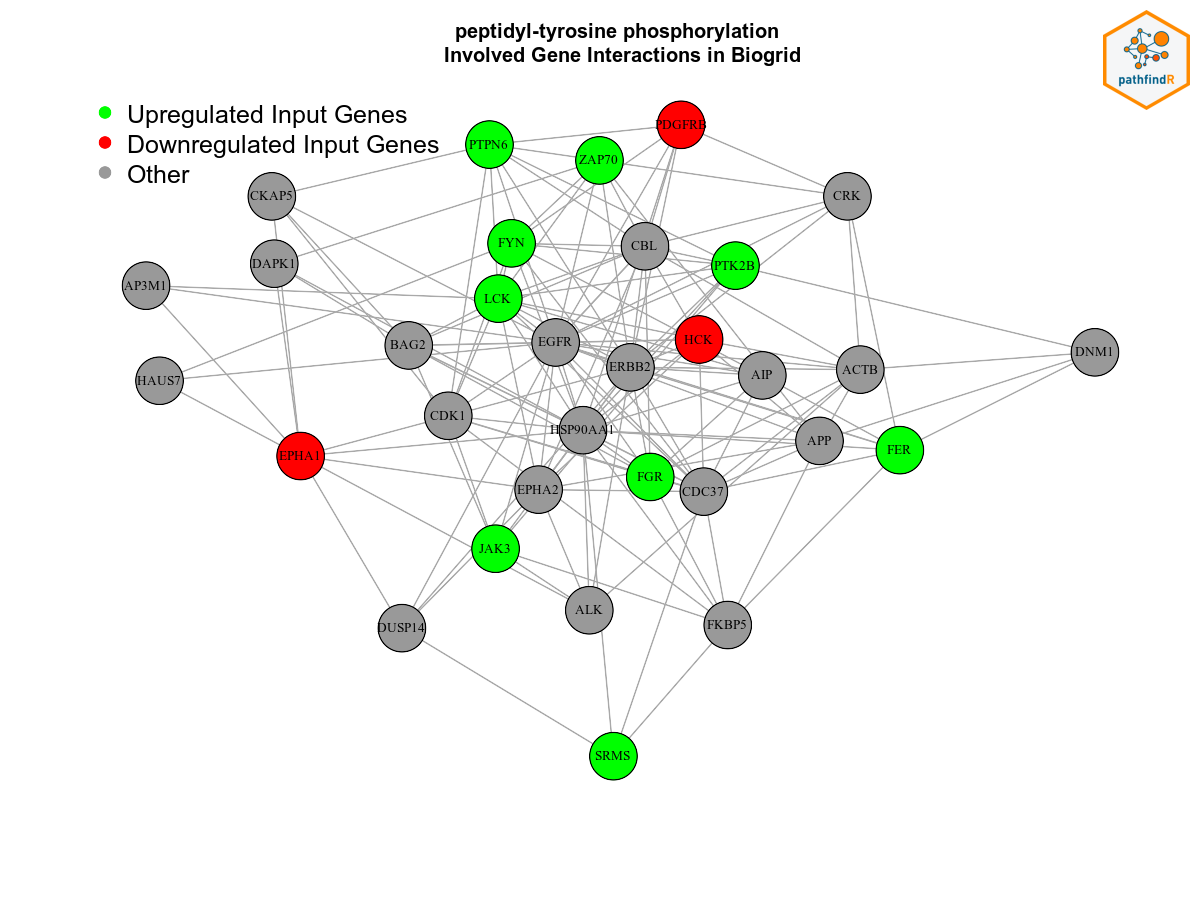 peptidyl-tyrosine phosphorylation
Involved Gene Interactions in Biogrid
pathfindR
Upregulated Input Genes
Downregulated Input Genes
Other
PDGFRB
PTPN6
ZAP70
CKAP5
CRK
FYN
CBL
DAPK1
PTK2B
AP3M1
LCK
HCK
EGFR
BAG2
DNM1
ERBB2
ACTB
AIP
HAUS7
CDK1
HSP90AA1
APP
FER
EPHA1
FGR
EPHA2
CDC37
JAK3
ALK
FKBP5
DUSP14
SRMS